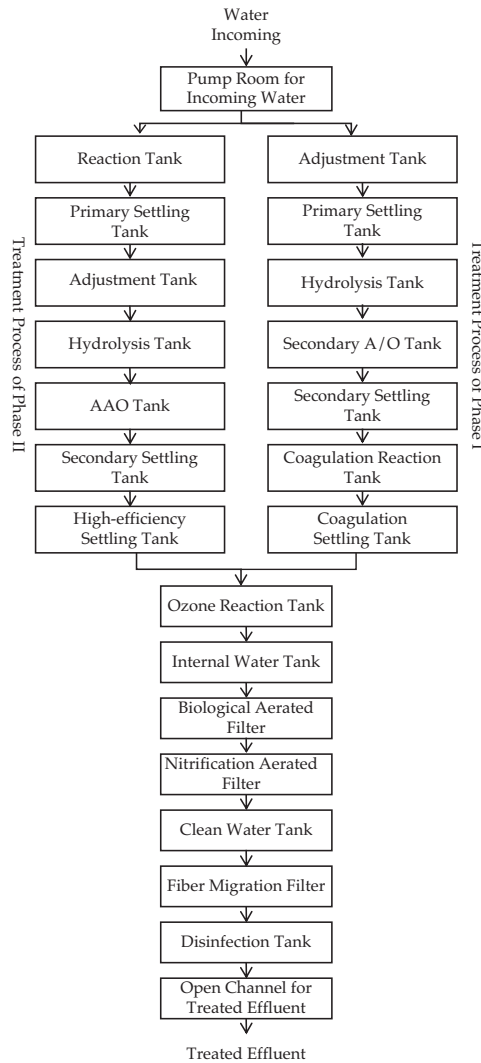 Water
Incoming
Pump Room for
Incoming Water
Treatment Process of Phase II
Reaction Tank
Primary Settling
Tank
Adjustment Tank
Hydrolysis Tank
AAO Tank
Secondary Settling
Tank
High-efficiency
Settling Tank
Adjustment Tank
Primary Settling
Tank
Hydrolysis Tank
Secondary A/O Tank
Secondary Settling
Tank
Coagulation Reaction
Tank
Coagulation
Settling Tank
Treatment Process of Phase I
Ozone Reaction Tank
Internal Water Tank
Biological Aerated
Filter
Nitrification Aerated
Filter
Clean Water Tank
Fiber Migration Filter
Disinfection Tank
Open Channel for
Treated Effluent
Treated Effluent